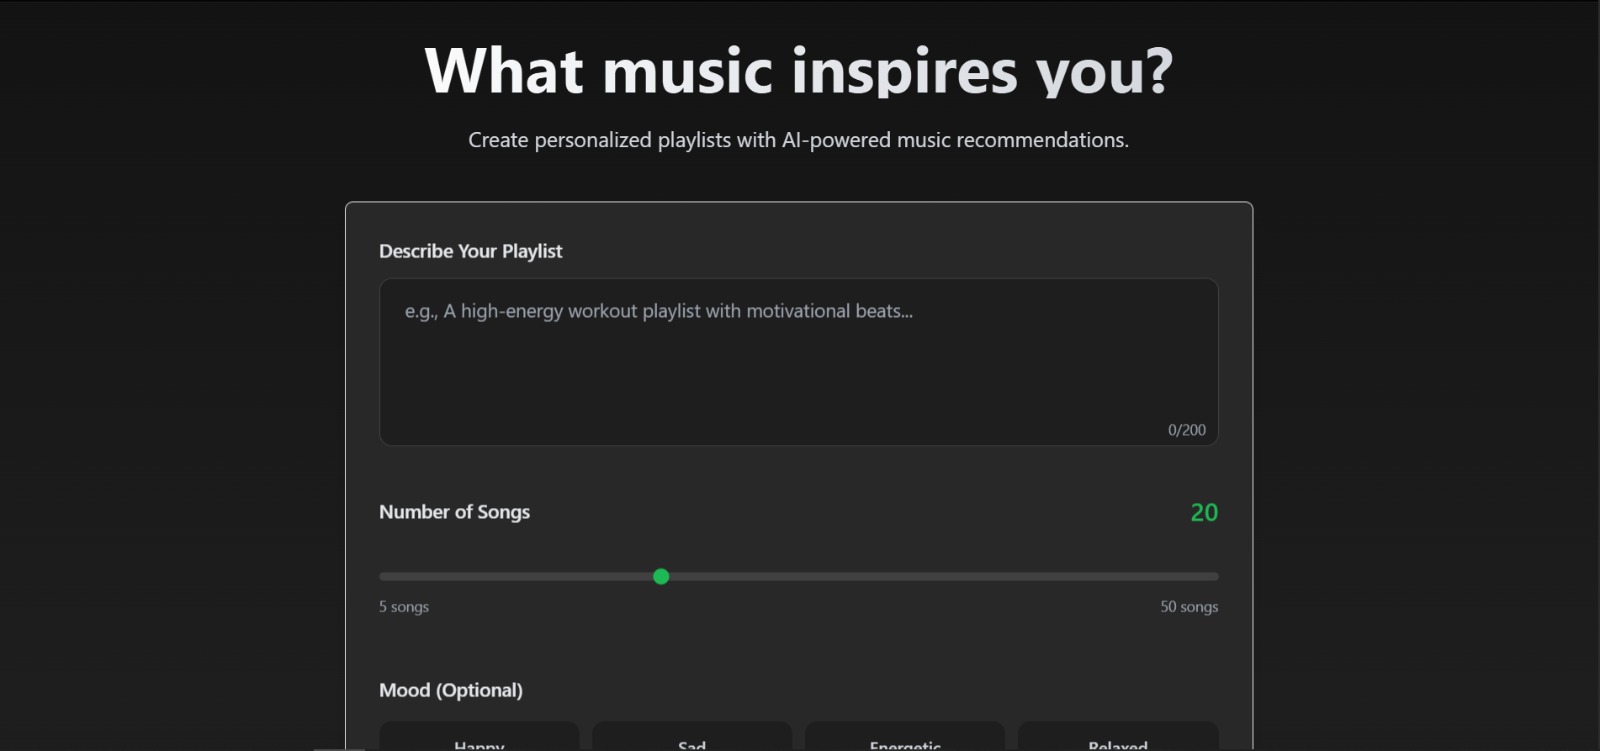 What music inspires you?
Create personalized playlists with AI-powered music recommendations.
Describe Your Playlist
e.g., A high-energy workout playlist with motivational beats...
0/200
Number of Songs
20
5 songs
50 songs
Mood (Optional)
Happy
Sad
Energetic
Relaxed